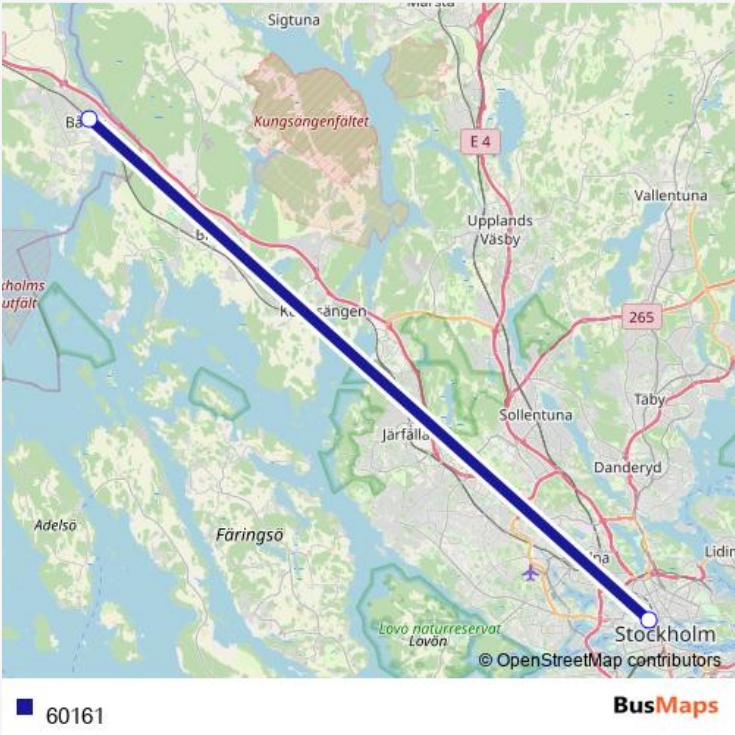 Sigtuna
Kungsängenfältet
E 4
Vallentuna
Upplands
Väsby
265
Täby
Sollentuna
Järfälla
Danderyd
Adelsö
Färingsö
Stockholm
Lovö naturreservat
Lovön
© OpenStreetMap contributors
60161
BusMaps